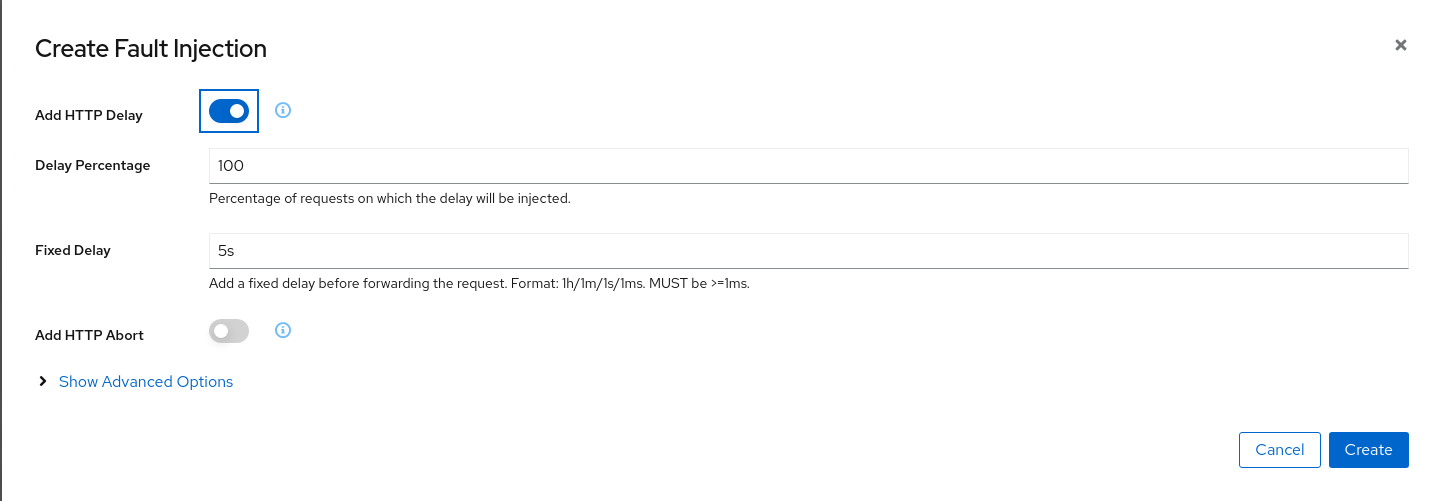 Create Fault Injection
Add HTTP Delay
Delay Percentage
100
Percentage of requests on which the delay will be injected.
Fixed Delay
5s
Add a fixed delay before forwarding the request. Format: 1h/1m/1s/1ms. MUST be >=1ms.
Add HTTP Abort
Show Advanced Options
Cancel
Create